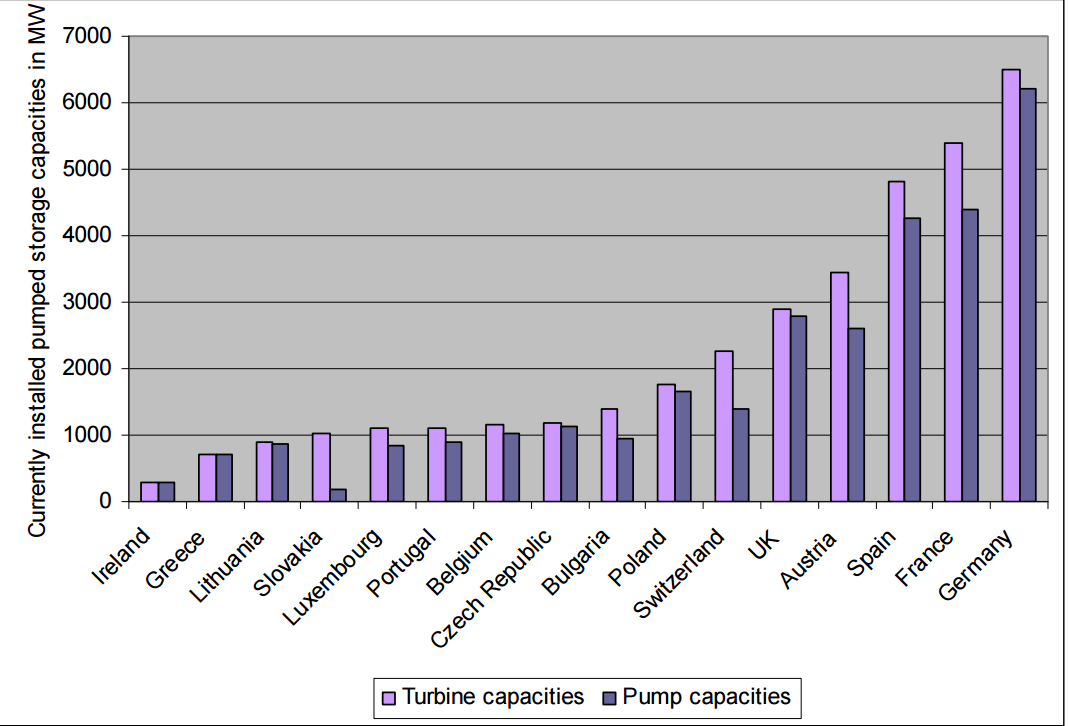 Currently installed pumped storage capacities in MW
7000
6000
5000
4000
3000
2000
1000
0
Ireland
Greece
Lithuania
Slovakia
Luxembourg
Portugal
Belgium
Czech Republic
Bulgaria
Poland
Switzerland
UK
Austria
Spain
France
Germany
Turbine capacities
Pump capacities